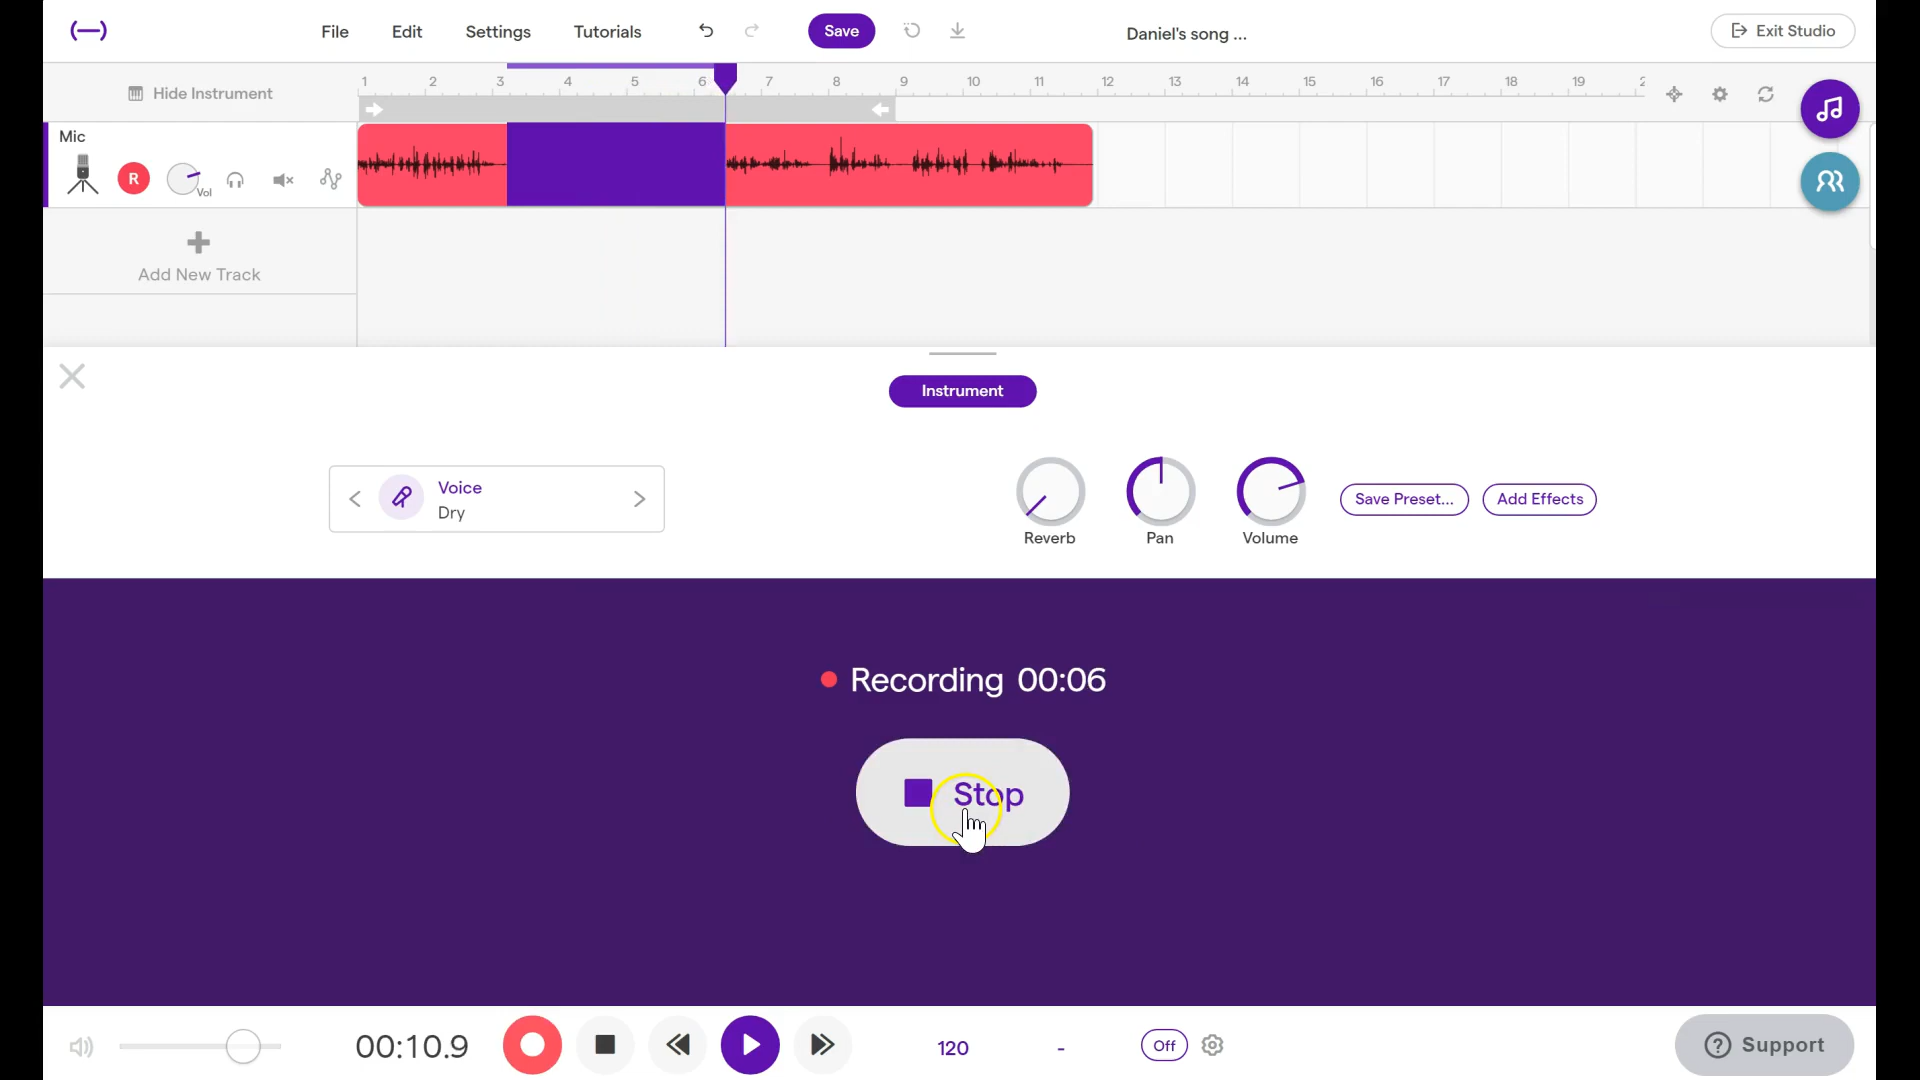 File Edit Settings Tutorials Save Daniel's song ... Exit Studio
Hide Instrument 1 2 3 4 5 6 7 8 9 10 11 12 13 14 15 16 17 18 19
Mic
R Vol
Add New Track
Instrument
Voice
Dry
Save Preset... Add Effects
Reverb Pan Volume
Recording 00:06
Stop
00:10.9 120 - Off ? Support